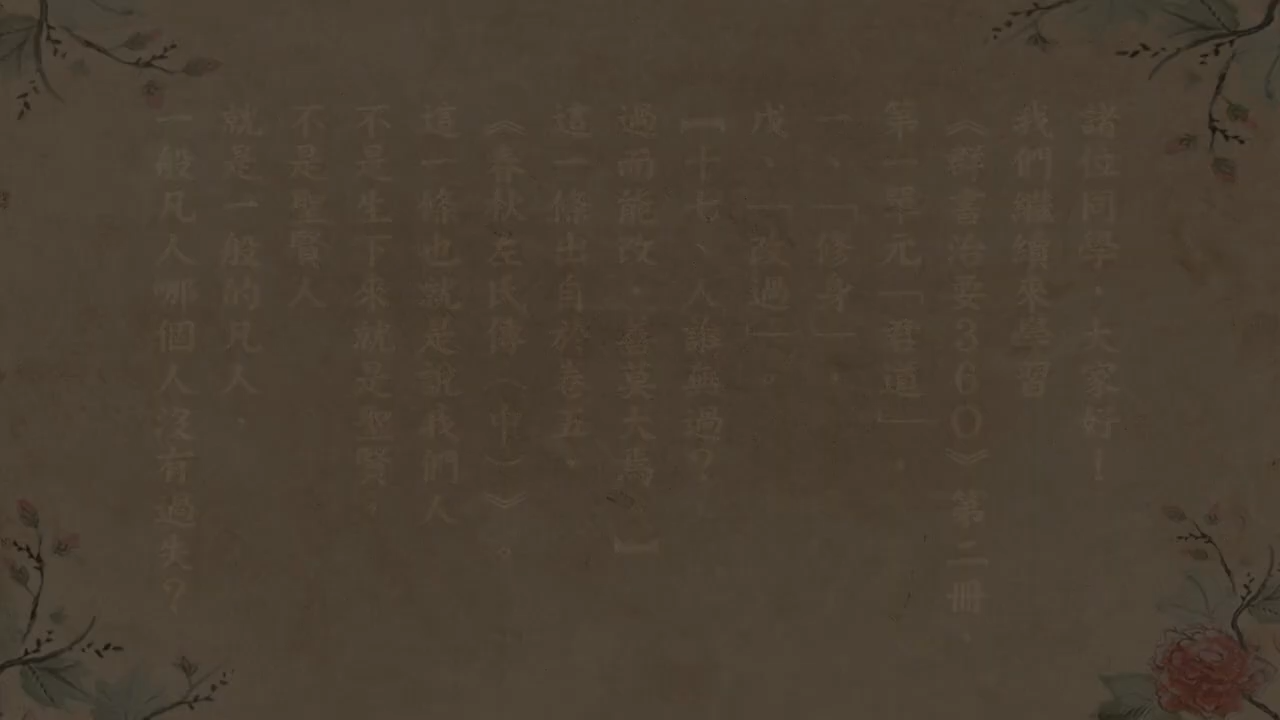 諸位同學，大家好！
我們繼續來學習
《群書治要360》第二冊，
第一單元「君道」，
一、「修身」，
戊、「改過」。
【十七、人誰無過？
過而能改，善莫大焉。】
這一條出自於卷五，
《春秋左氏傳（中）》。
這一條也就是說我們人
不是生下來就是聖賢，
不是聖賢人
就是一般的凡人，
一般凡人哪個人沒有過失？